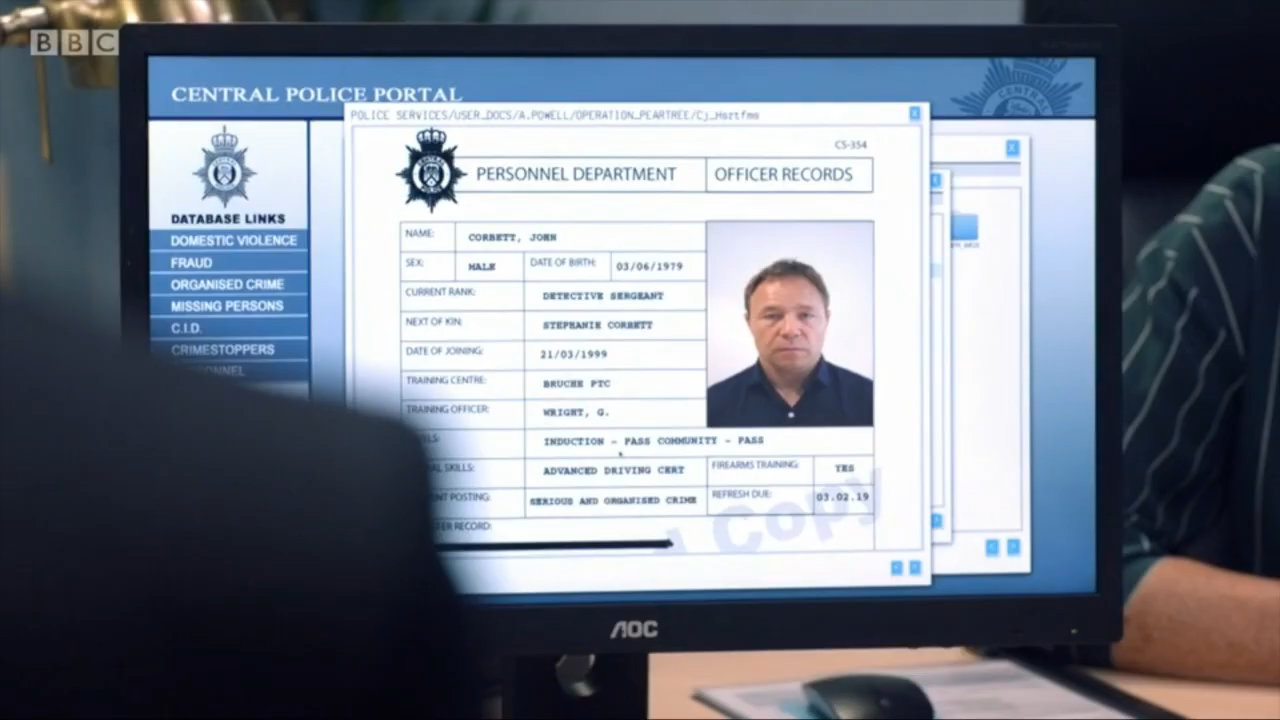 BBC
CENTRAL POLICE PORTAL
CENTRAL
POLICE SERVICES/USER_DOCS/A.POWELL/OPERATION_PEARTREE/Cj_Hsrtfms
X
X
CS-354
CENTRAL
PERSONNEL DEPARTMENT
OFFICER RECORDS
DATABASE LINKS
DOMESTIC VIOLENCE
FRAUD
ORGANISED CRIME
MISSING PERSONS
C.I.D.
CRIMESTOPPERS
NAME: CORBETT, JOHN
SEX: MALE DATE OF BIRTH: 03/06/1979
CURRENT RANK: DETECTIVE SERGEANT
NEXT OF KIN: STEPHANIE CORBETT
DATE OF JOINING: 21/03/1999
TRAINING CENTRE: BRUCHE PTC
TRAINING OFFICER: WRIGHT, G.
INDUCTION - PASS COMMUNITY - PASS
SKILLS: ADVANCED DRIVING CERT FIREARMS TRAINING: YES
POSTING: SERIOUS AND ORGANISED CRIME REFRESH DUE: 03.02.19
RECORD:
Copy
AOC